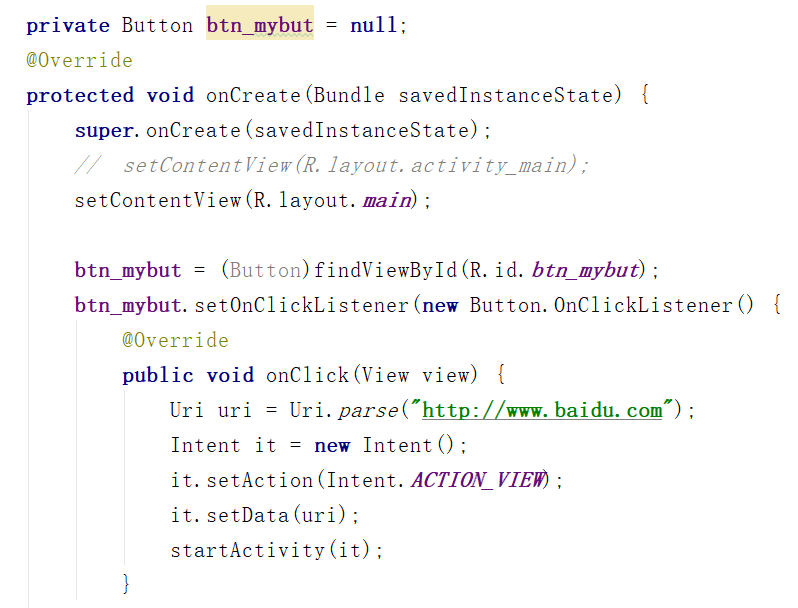 private Button btn_mybut = null;
@Override
protected void onCreate(Bundle savedInstanceState) {
super.onCreate(savedInstanceState);
// setContentView(R.layout.activity_main);
setContentView(R.layout.main);
btn_mybut = (Button)findViewById(R.id.btn_mybut);
btn_mybut.setOnClickListener(new Button.OnClickListener() {
@Override
public void onClick(View view) {
Uri uri = Uri.parse("http://www.baidu.com");
Intent it = new Intent();
it.setAction(Intent.ACTION_VIEW);
it.setData(uri);
startActivity(it);
}